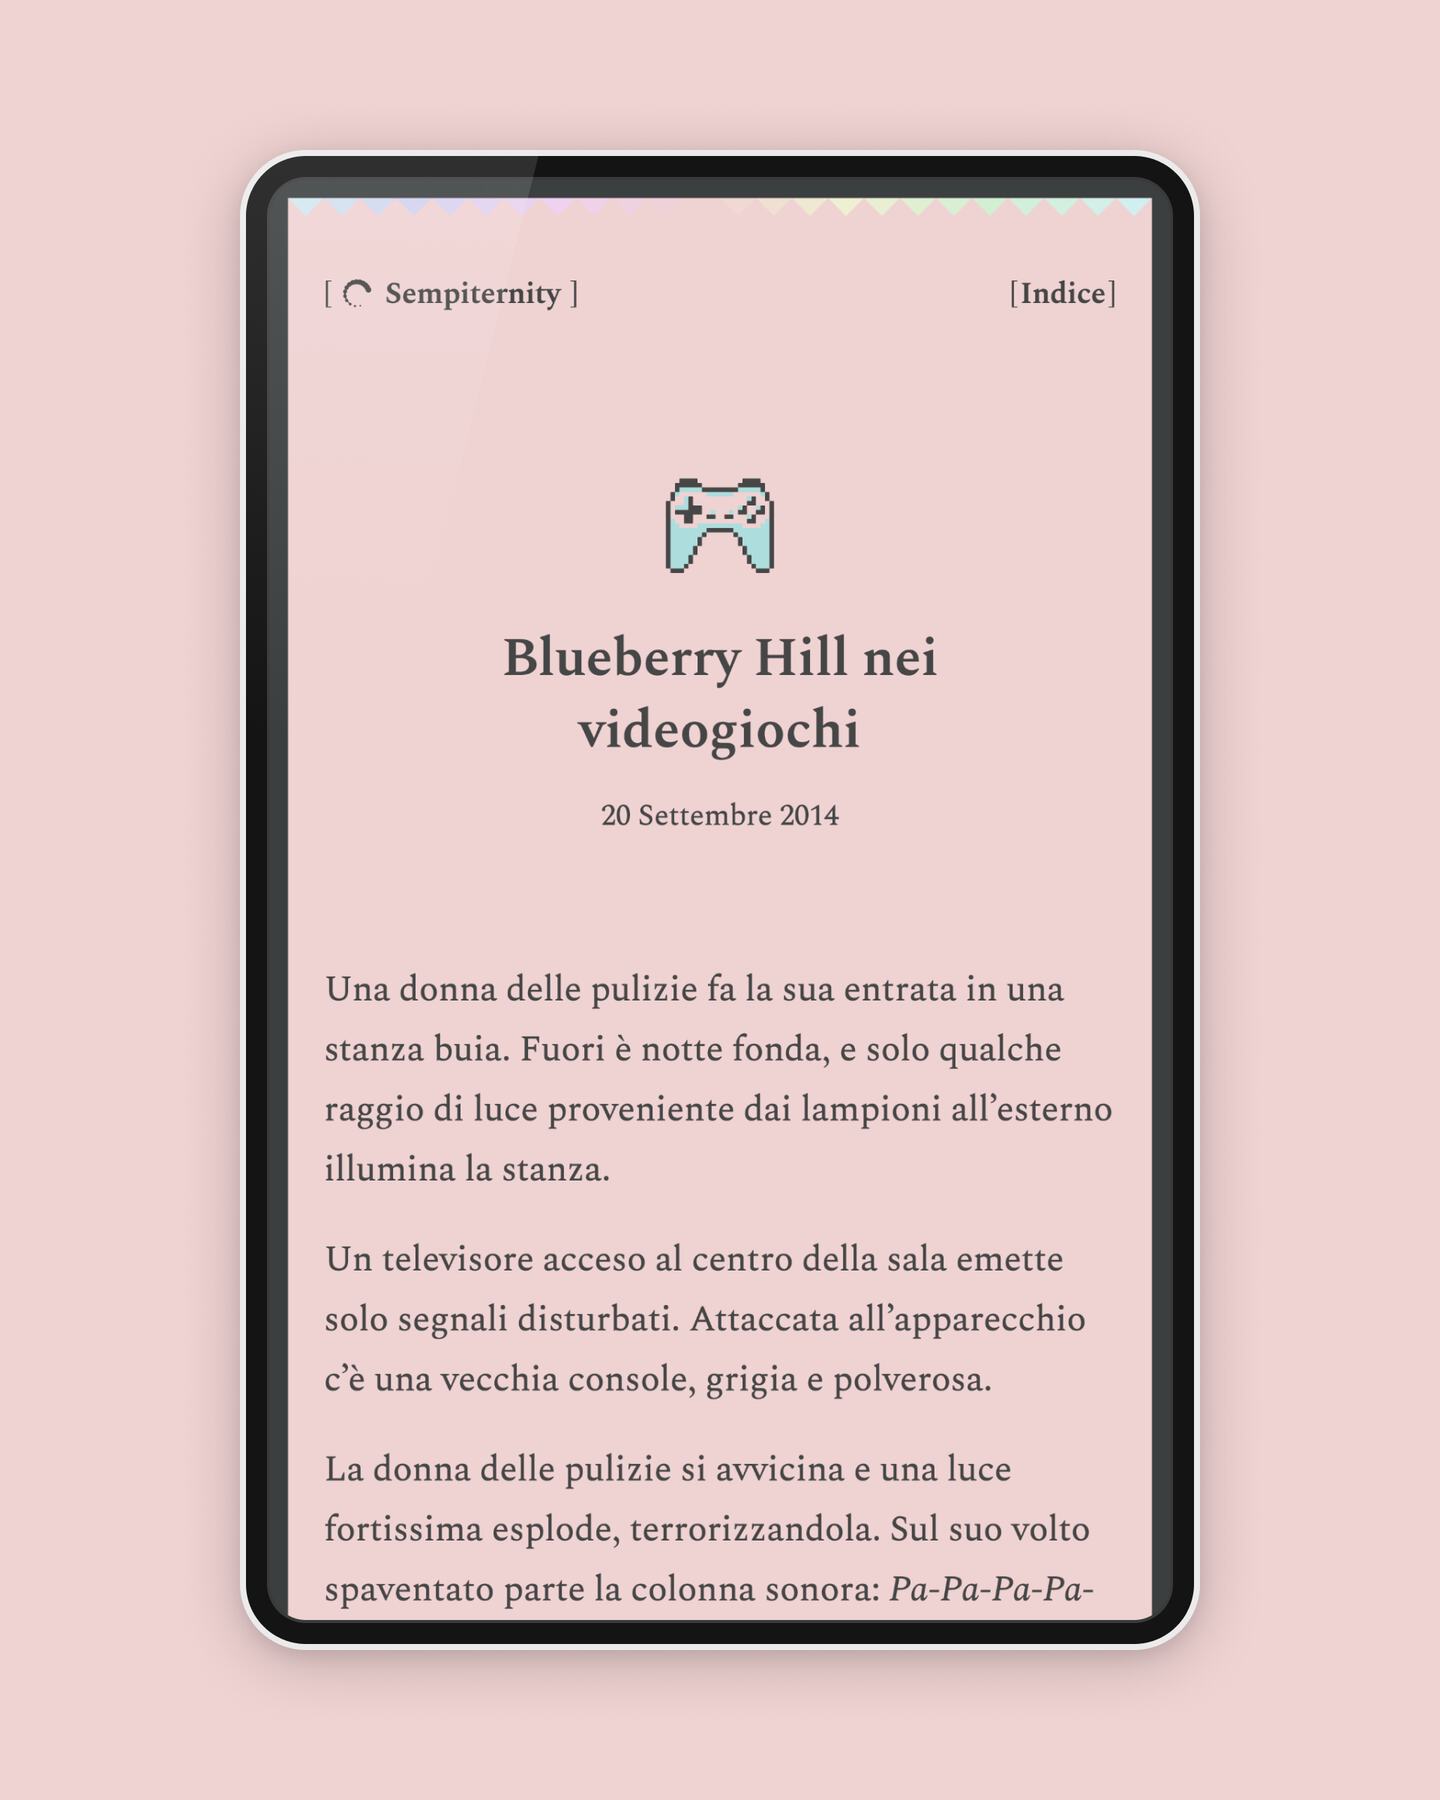 [ Sempiternity ]
[Indice]
Blueberry Hill nei
videogiochi
20 Settembre 2014
Una donna delle pulizie fa la sua entrata in una
stanza buia. Fuori è notte fonda, e solo qualche
raggio di luce proveniente dai lampioni all’esterno
illumina la stanza.
Un televisore acceso al centro della sala emette
solo segnali disturbati. Attaccata all’apparecchio
c’è una vecchia console, grigia e polverosa.
La donna delle pulizie si avvicina e una luce
fortissima esplode, terrorizzandola. Sul suo volto
spaventato parte la colonna sonora: Pa-Pa-Pa-Pa-